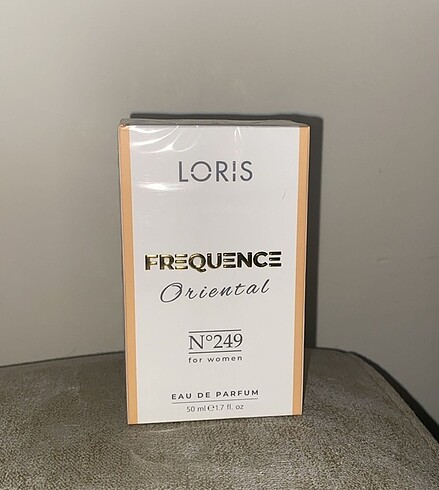 LORIS
FREQUENCE
Oriental
N°249
for women
EAU DE PARFUM
50 ml ℮ 1.7 fl. oz